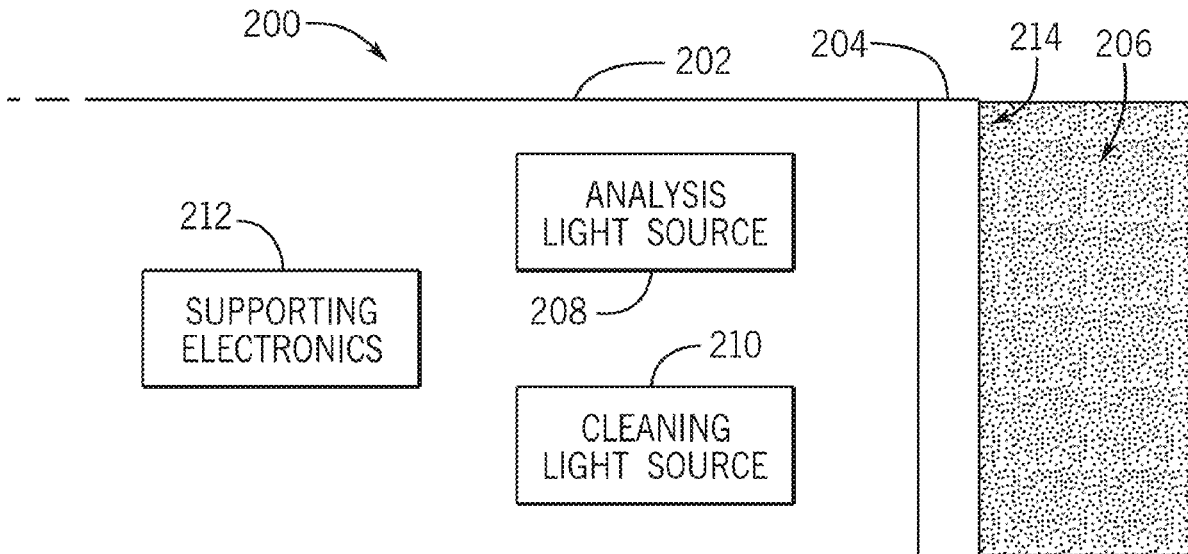 200
202
204
214
206
ANALYSIS
LIGHT SOURCE
208
212
SUPPORTING
ELECTRONICS
210
CLEANING
LIGHT SOURCE